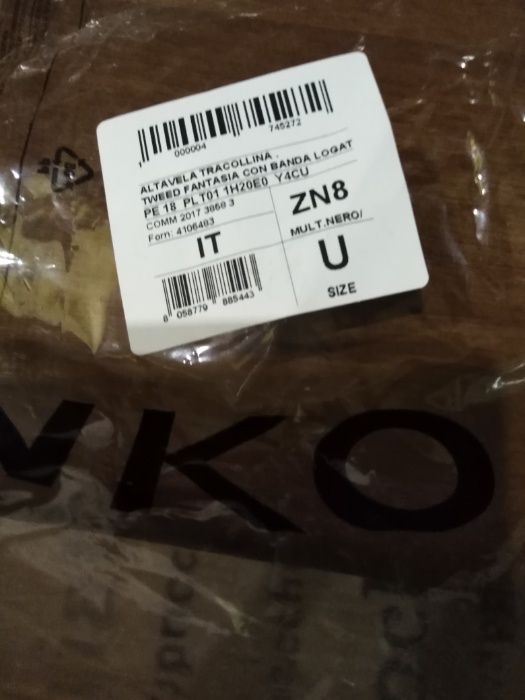 000004 745272
ALTAVELA TRACOLLINA .
TWEED FANTASIA CON BANDA LOGAT
PE 18 PLT01 1H20E0 Y4CU
COMM 2017 3868 3
Forn: 4106483
ZN8
MULT.NERO/
IT
U
SIZE
8 058779 885443
NKO